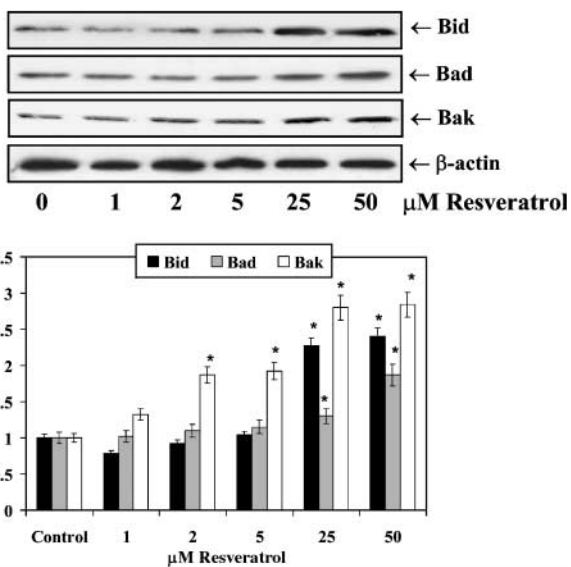 ← Bid
← Bad
← Bak
← β-actin
0 1 2 5 25 50 μM Resveratrol
Bid Bad Bak
.5
3
.5
2
.5
1
.5
0
* * * * * * * *
Control 1 2 5 25 50
μM Resveratrol